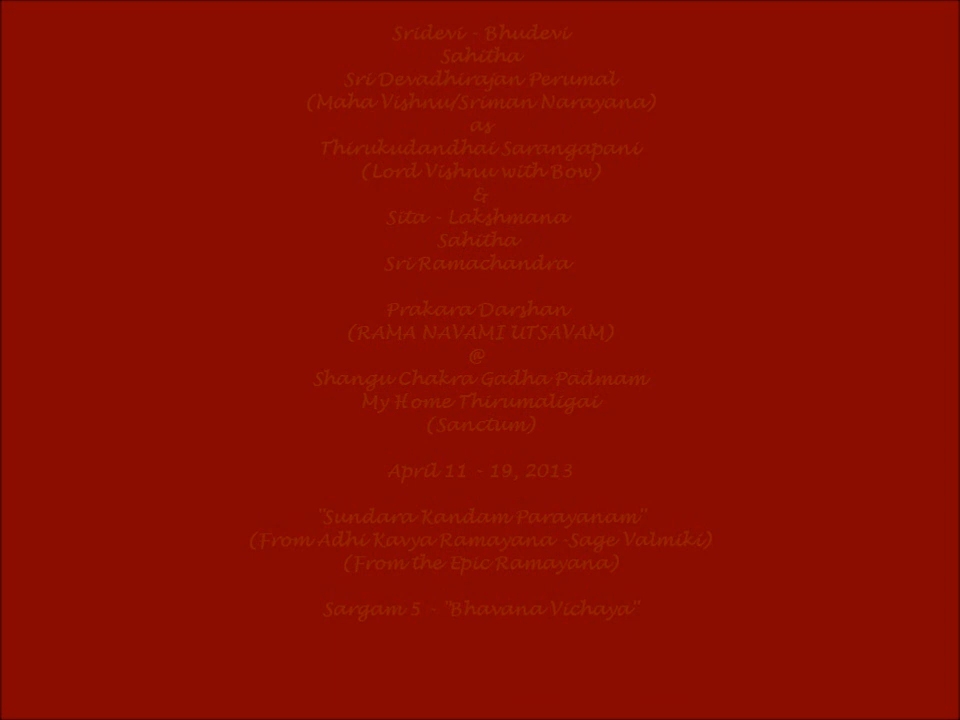 Sridevi - Bhudevi
Sahitha
Sri Devadhirajan Perumal
(Maha Vishnu/Sriman Narayana)
as
Thirukudandhai Sarangapani
(Lord Vishnu with Bow)
&
Sita - Lakshmana
Sahitha
Sri Ramachandra
Prakara Darshan
(RAMA NAVAMI UTSAVAM)
@
Shangu Chakra Gadha Padmam
My Home Thirumaligai
(Sanctum)
April 11 - 19, 2013
"Sundara Kandam Parayanam"
(From Adhi Kavya Ramayana -Sage Valmiki)
(From the Epic Ramayana)
Sargam 5 - "Bhavana Vichaya"